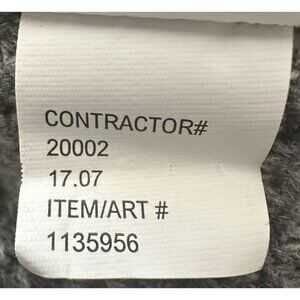 CONTRACTOR#
20002
17.07
ITEM/ART #
1135956